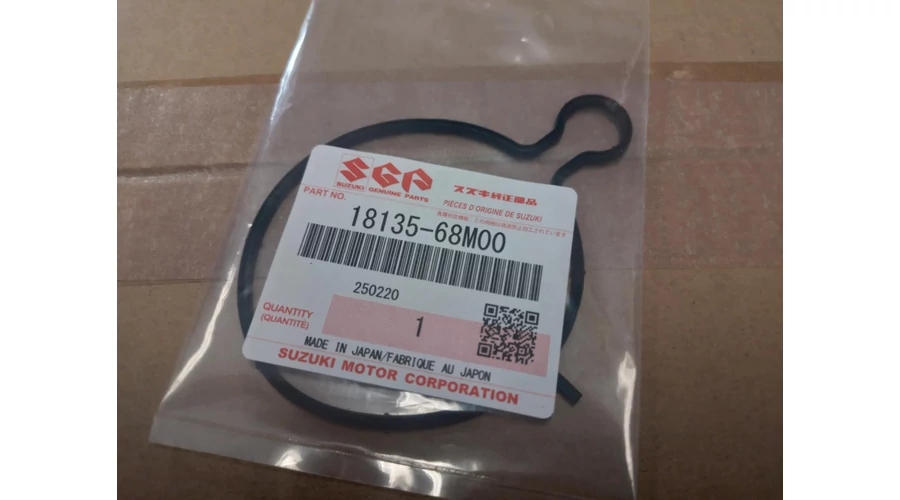 SGP
SUZUKI GENUINE PARTS
スズキ純正部品
PIÈCES D'ORIGINE DE SUZUKI
PART NO.
18135-68M00
250220
QUANTITY
(QUANTITÉ)
1
MADE IN JAPAN/FABRIQUE AU JAPON
SUZUKI MOTOR CORPORATION